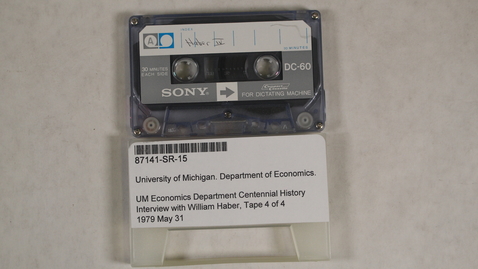 A
Haber IV
30 MINUTES
EACH SIDE
DC-60
SONY
FOR DICTATING MACHINE
87141-SR-15
University of Michigan. Department of Economics.
UM Economics Department Centennial History
Interview with William Haber, Tape 4 of 4
1979 May 31